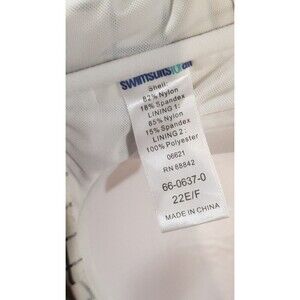 swimsuitsforall
Shell:
82% Nylon
18% Spandex
LINING 1:
85% Nylon
15% Spandex
LINING 2:
100% Polyester
06621
RN 68842
66-0637-0
22E/F
MADE IN CHINA